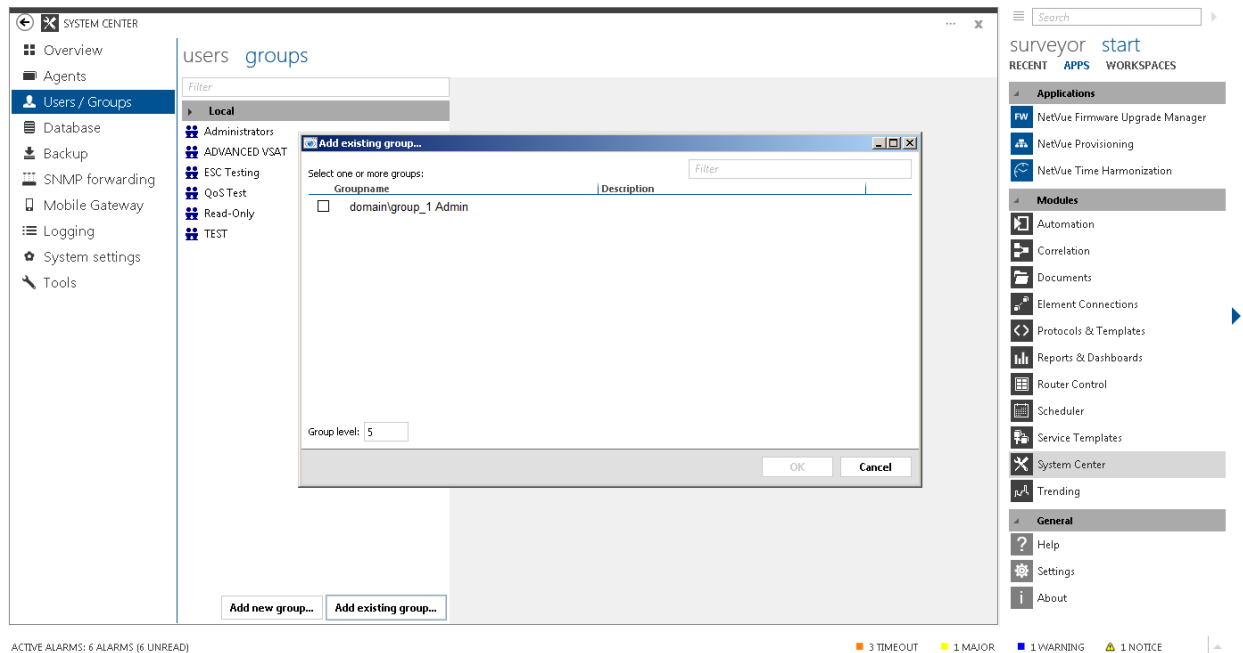 SYSTEM CENTER
... x
Overview
Agents
Users / Groups
Database
Backup
SNMP forwarding
Mobile Gateway
Logging
System settings
Tools
users groups
Filter
Local
Administrators
ADVANCED VSAT
ESC Testing
QoS Test
Read-Only
TEST
Add new group...
Add existing group...
Add existing group...
Select one or more groups:
Filter
Groupname Description
domain\group_1 Admin
Group level: 5
OK Cancel
Search
surveyor start
RECENT APPS WORKSPACES
Applications
FW NetVue Firmware Upgrade Manager
NetVue Provisioning
NetVue Time Harmonization
Modules
Automation
Correlation
Documents
Element Connections
Protocols & Templates
Reports & Dashboards
Router Control
Scheduler
Service Templates
System Center
Trending
General
? Help
Settings
i About
ACTIVE ALARMS: 6 ALARMS (6 UNREAD)
3 TIMEOUT 1 MAJOR 1 WARNING 1 NOTICE